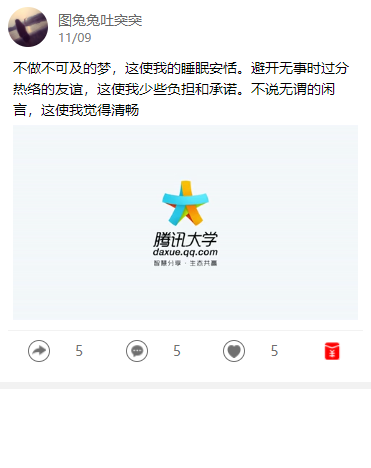 图兔兔吐突突
11/09
不做不可及的梦，这使我的睡眠安恬。避开无事时过分
热络的友谊，这使我少些负担和承诺。不说无谓的闲
言，这使我觉得清畅
腾讯大学
daxue.qq.com
智慧分享·生态共赢
5 5 5 ¥